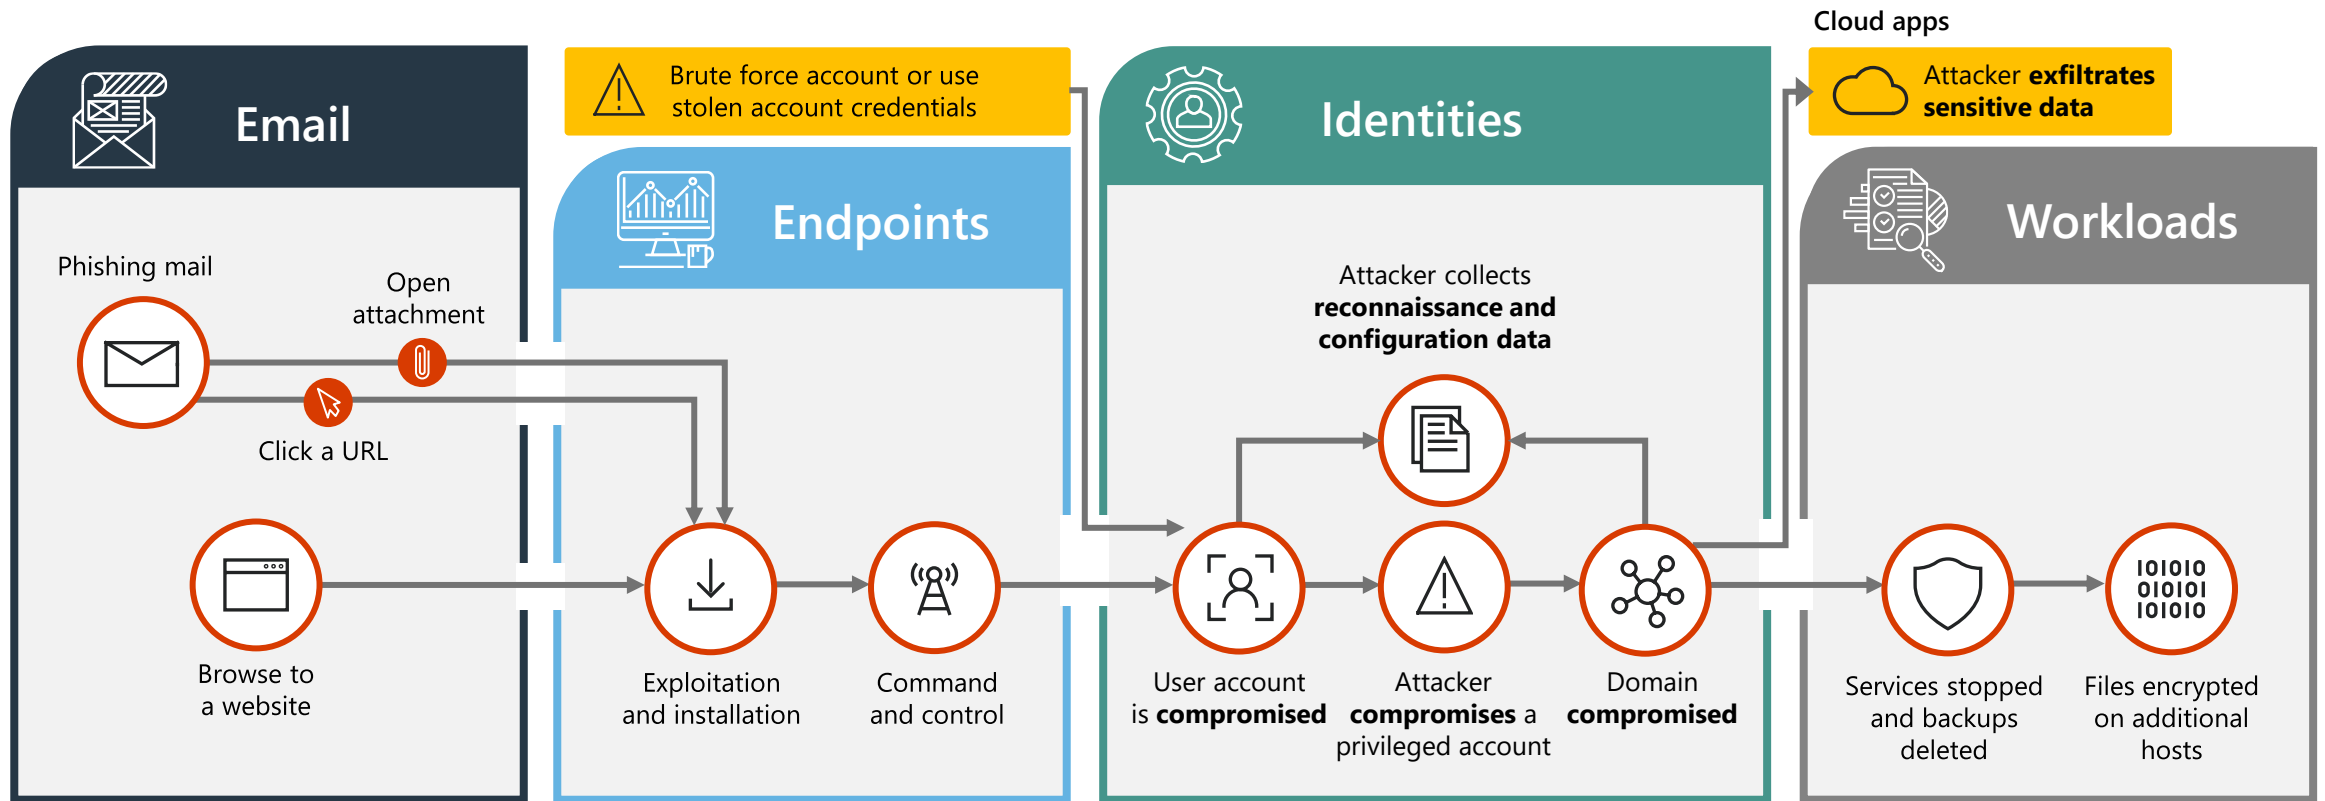 Cloud apps
Email
Brute force account or use
stolen account credentials
Identities
Attacker exfiltrates
sensitive data
Endpoints
Workloads
Phishing mail
Open
attachment
Click a URL
Browse to
a website
Exploitation
and installation
Command
and control
Attacker collects
reconnaissance and
configuration data
User account
is compromised
Attacker
compromises a
privileged account
Domain
compromised
Services stopped
and backups
deleted
101010
010101
101010
Files encrypted
on additional
hosts